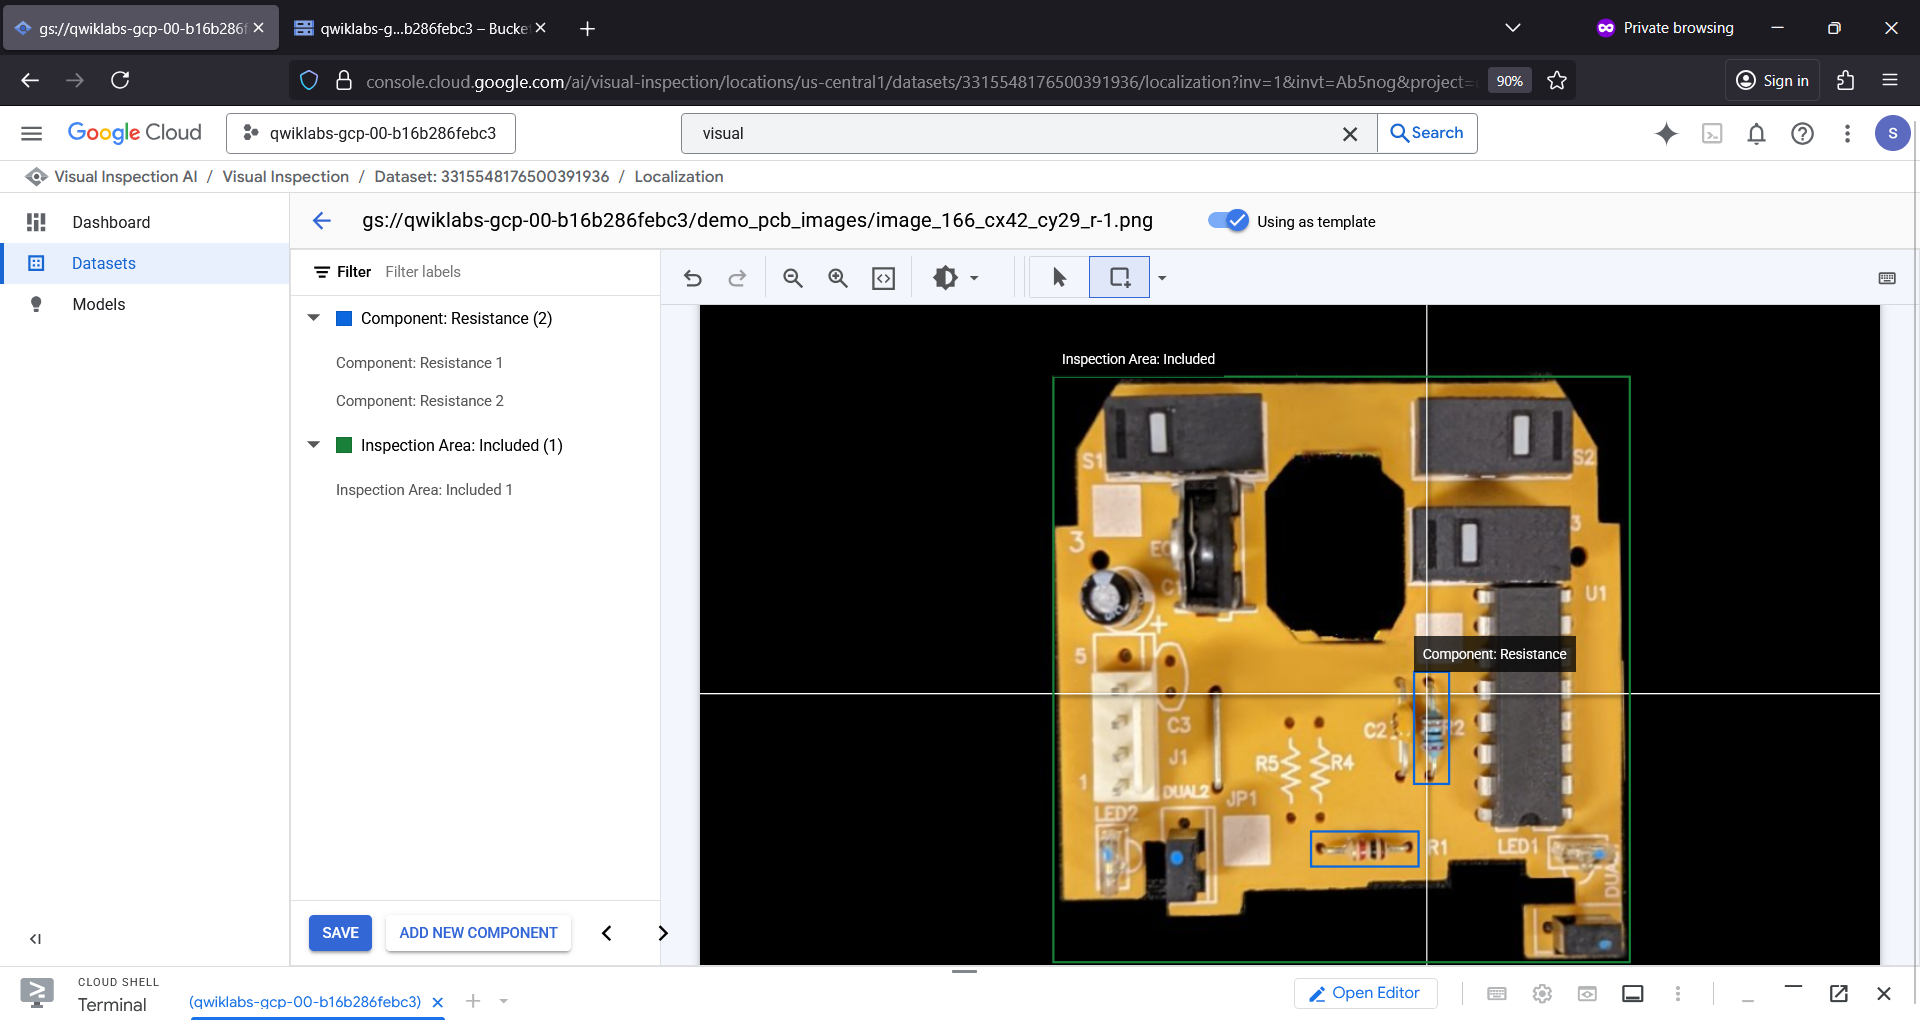 gs://qwiklabs-gcp-00-b16b286f
qwiklabs-g...b286febc3 – Bucke
Private browsing
console.cloud.google.com/ai/visual-inspection/locations/us-central1/datasets/3315548176500391936/localization?inv=1&invt=Ab5nog&project=
90%
Sign in
Google Cloud
qwiklabs-gcp-00-b16b286febc3
visual
Search
S
Visual Inspection AI / Visual Inspection / Dataset: 3315548176500391936 / Localization
Dashboard
Datasets
Models
gs://qwiklabs-gcp-00-b16b286febc3/demo_pcb_images/image_166_cx42_cy29_r-1.png
Using as template
Filter Filter labels
Component: Resistance (2)
Component: Resistance 1
Component: Resistance 2
Inspection Area: Included (1)
Inspection Area: Included 1
Inspection Area: Included
S1
S2
3
3
EC
C1
U1
+
5
Component: Resistance
C3
C2
2
J1
R5
R4
1
DUAL2
JP1
LED2
R1
LED1
DUA
SAVE
ADD NEW COMPONENT
CLOUD SHELL
Terminal
(qwiklabs-gcp-00-b16b286febc3)
Open Editor